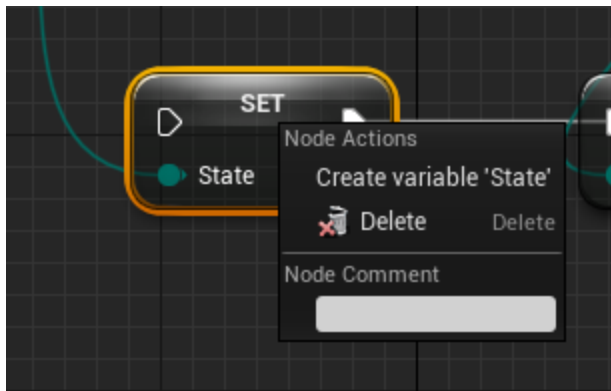 SET
State
Node Actions
Create variable 'State'
Delete Delete
Node Comment